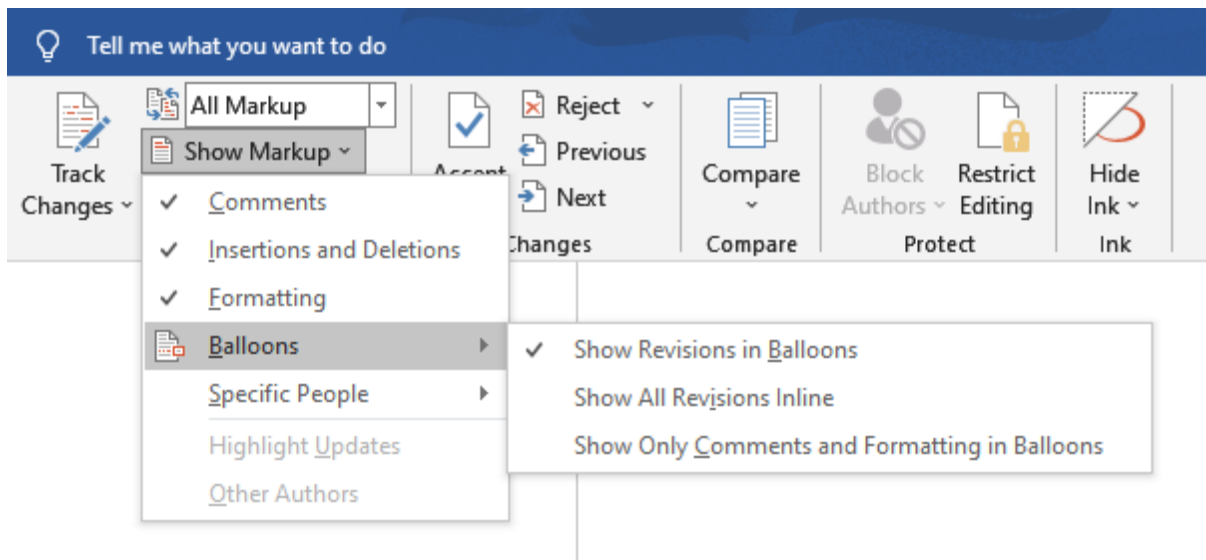 Tell me what you want to do
All Markup
Reject
Show Markup
Previous
Track
Changes
Accept
Next
Compare
Block
Authors
Restrict
Editing
Hide
Ink
Changes
Compare
Protect
Ink
Comments
Insertions and Deletions
Formatting
Balloons
Specific People
Highlight Updates
Other Authors
Show Revisions in Balloons
Show All Revisions Inline
Show Only Comments and Formatting in Balloons